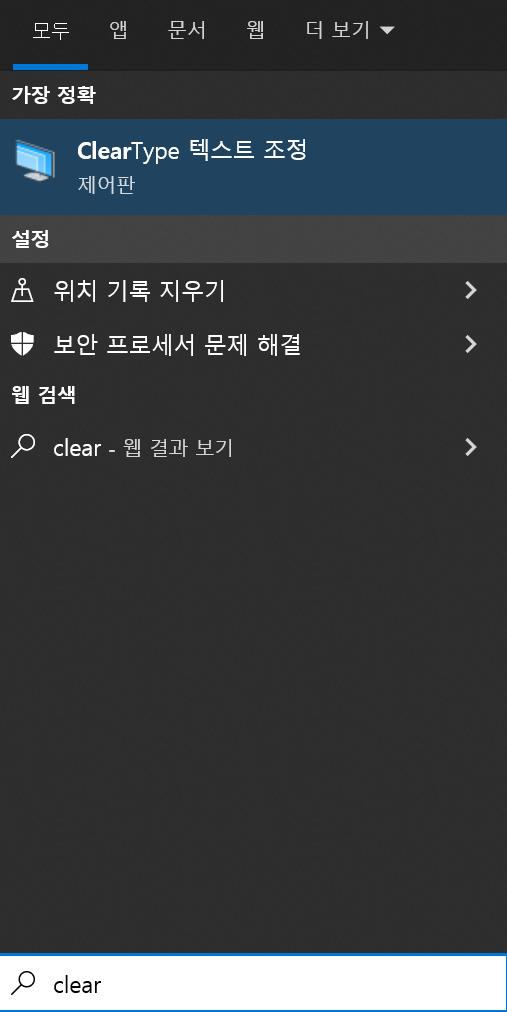 모두 앱 문서 웹 더 보기
가장 정확
ClearType 텍스트 조정
제어판
설정
위치 기록 지우기
보안 프로세서 문제 해결
웹 검색
clear - 웹 결과 보기
clear